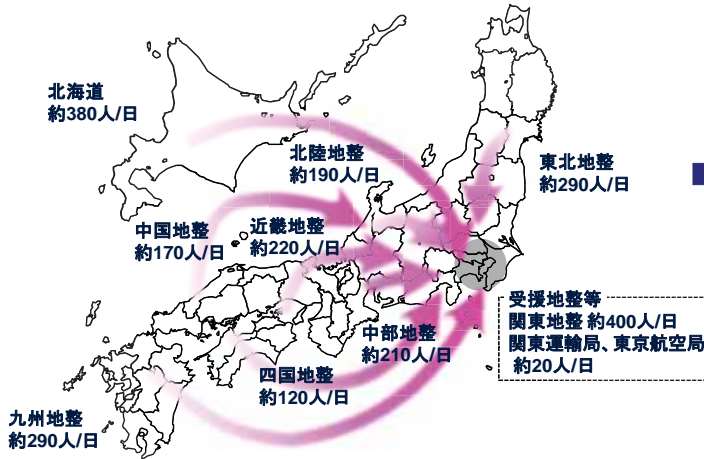 北海道
約380人/日
北陸地整
約190人/日
東北地整
約290人/日
中国地整
約170人/日
近畿地整
約220人/日
受援地整等
関東地整 約400人/日
関東運輸局、東京航空局
約20人/日
中部地整
約210人/日
四国地整
約120人/日
九州地整
約290人/日